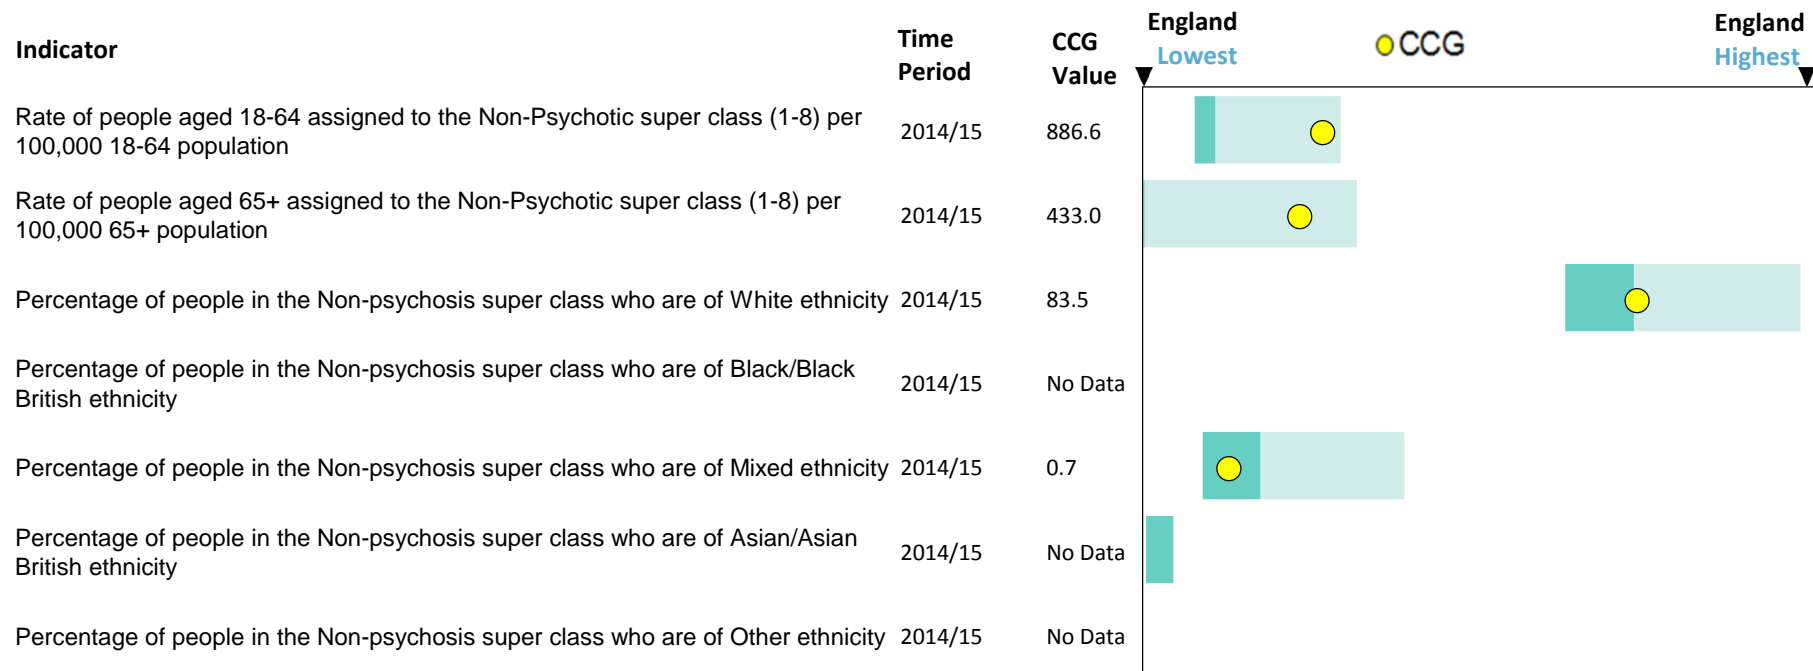 Indicator
Time Period
CCG Value
England Lowest
CCG
England Highest
Rate of people aged 18-64 assigned to the Non-Psychotic super class (1-8) per
100,000 18-64 population
2014/15
886.6
Rate of people aged 65+ assigned to the Non-Psychotic super class (1-8) per
100,000 65+ population
2014/15
433.0
Percentage of people in the Non-psychosis super class who are of White ethnicity
2014/15
83.5
Percentage of people in the Non-psychosis super class who are of Black/Black
British ethnicity
2014/15
No Data
Percentage of people in the Non-psychosis super class who are of Mixed ethnicity
2014/15
0.7
Percentage of people in the Non-psychosis super class who are of Asian/Asian
British ethnicity
2014/15
No Data
Percentage of people in the Non-psychosis super class who are of Other ethnicity
2014/15
No Data